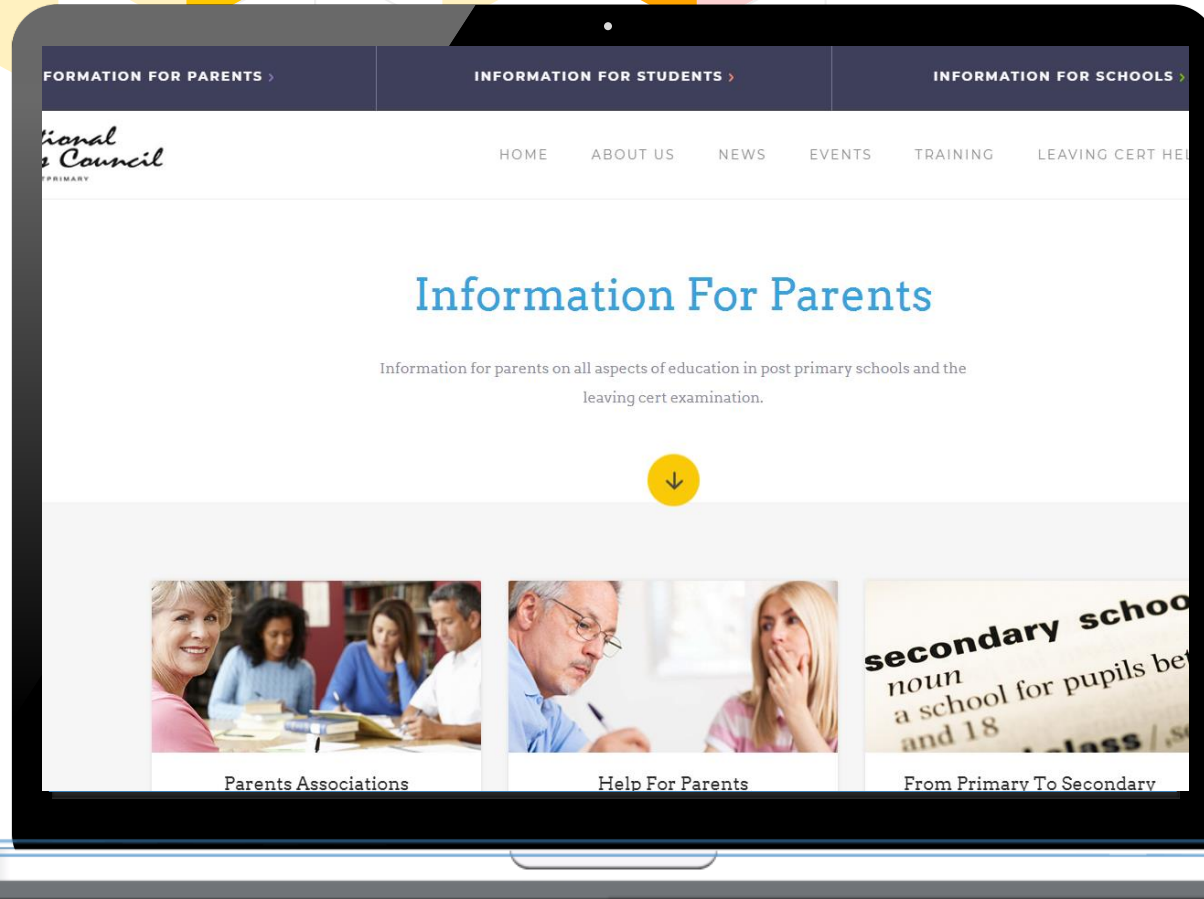 FORMATION FOR PARENTS >
INFORMATION FOR STUDENTS >
INFORMATION FOR SCHOOLS >
tional
Council
HOME ABOUT US NEWS EVENTS TRAINING LEAVING CERT HEL
Information For Parents
Information for parents on all aspects of education in post primary schools and the
leaving cert examination.
secondary schoo
noun
a school for pupils bet
and 18
class
Parents Associations
Help For Parents
From Primary To Secondary